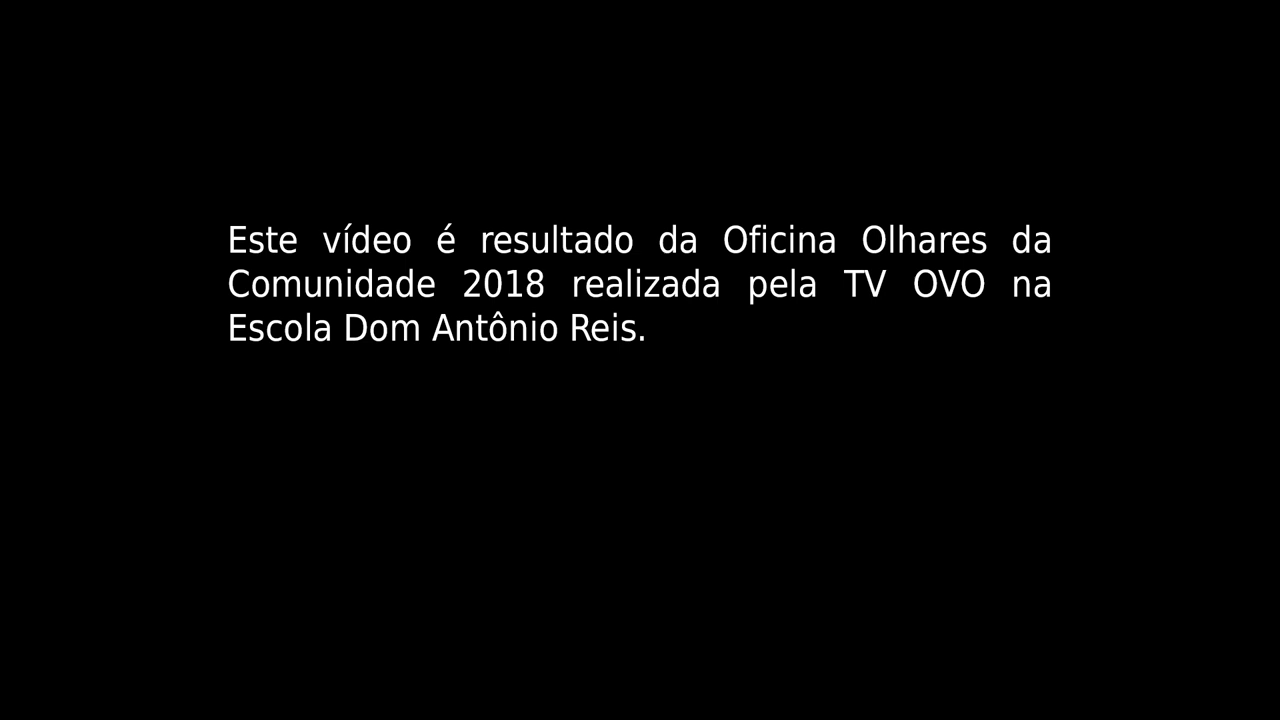 Este vídeo é resultado da Oficina Olhares da
Comunidade 2018 realizada pela TV OVO na
Escola Dom Antônio Reis.